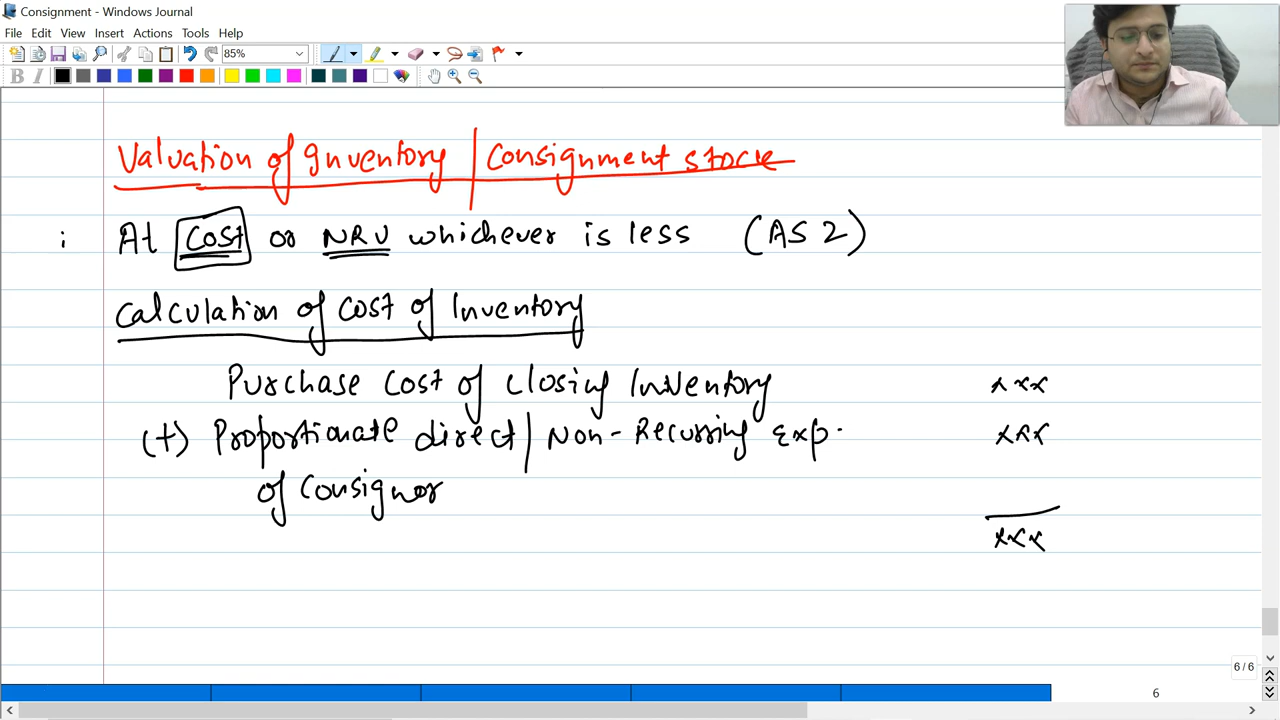 Consignment - Windows Journal
File Edit View Insert Actions Tools Help
85%
B I
Valuation of Inventory | Consignment stock
At Cost or NRV whichever is less (AS 2)
Calculation of Cost of Inventory
Purchase Cost of Closing Inventory xxx
(+) Proportionate direct | Non-Recurring exp. xxx
of Consignor
xxx
6 / 6
6